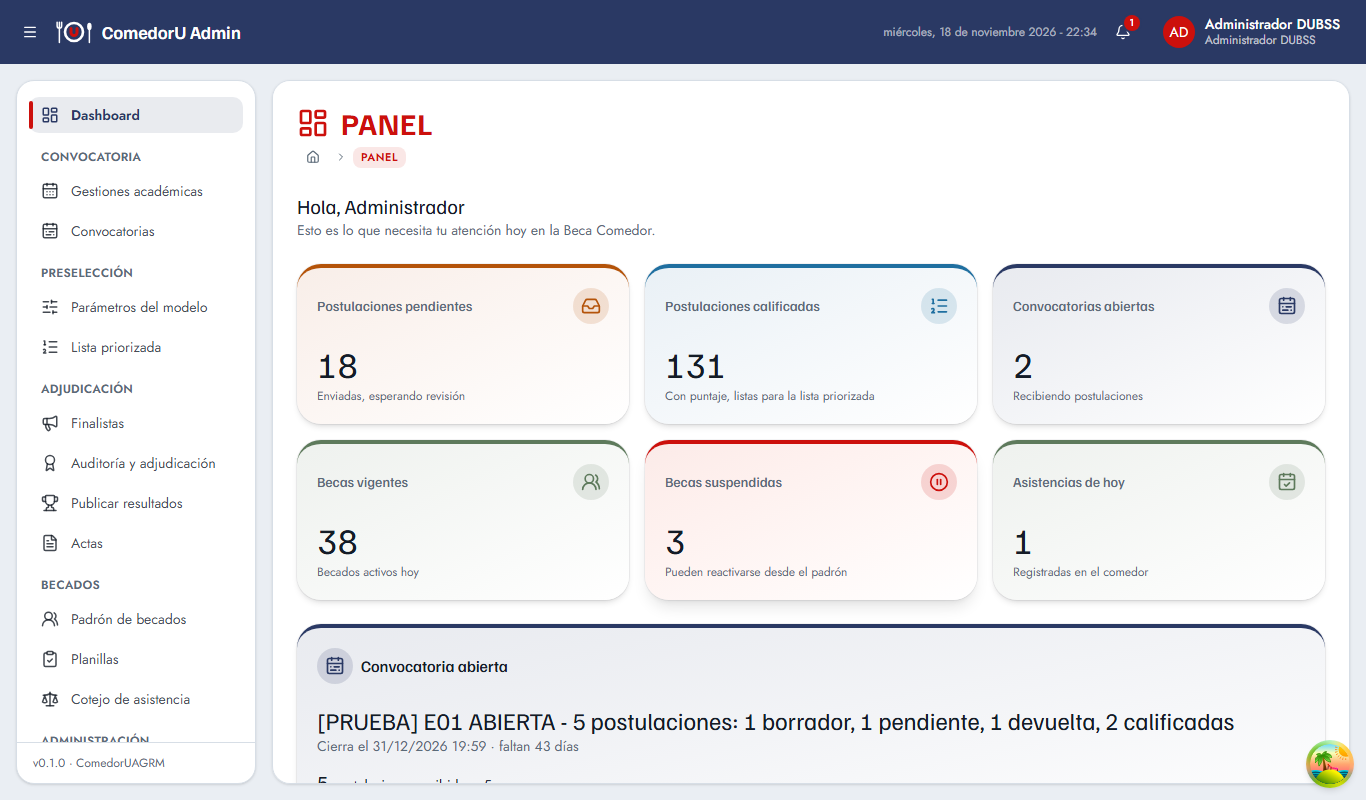 ComedorU Admin
miércoles, 18 de noviembre 2026 - 22:34
1
AD
Administrador DUBSS
Administrador DUBSS
Dashboard
CONVOCATORIA
Gestiones académicas
Convocatorias
PRESELECCIÓN
Parámetros del modelo
Lista priorizada
ADJUDICACIÓN
Finalistas
Auditoría y adjudicación
Publicar resultados
Actas
BECADOS
Padrón de becados
Planillas
Cotejo de asistencia
ADMINISTRACIÓN
v0.1.0 · ComedorUAGRM
PANEL
PANEL
Hola, Administrador
Esto es lo que necesita tu atención hoy en la Beca Comedor.
Postulaciones pendientes
18
Enviadas, esperando revisión
Postulaciones calificadas
131
Con puntaje, listas para la lista priorizada
Convocatorias abiertas
2
Recibiendo postulaciones
Becas vigentes
38
Becados activos hoy
Becas suspendidas
3
Pueden reactivarse desde el padrón
Asistencias de hoy
1
Registradas en el comedor
Convocatoria abierta
[PRUEBA] E01 ABIERTA - 5 postulaciones: 1 borrador, 1 pendiente, 1 devuelta, 2 calificadas
Cierra el 31/12/2026 19:59 · faltan 43 días